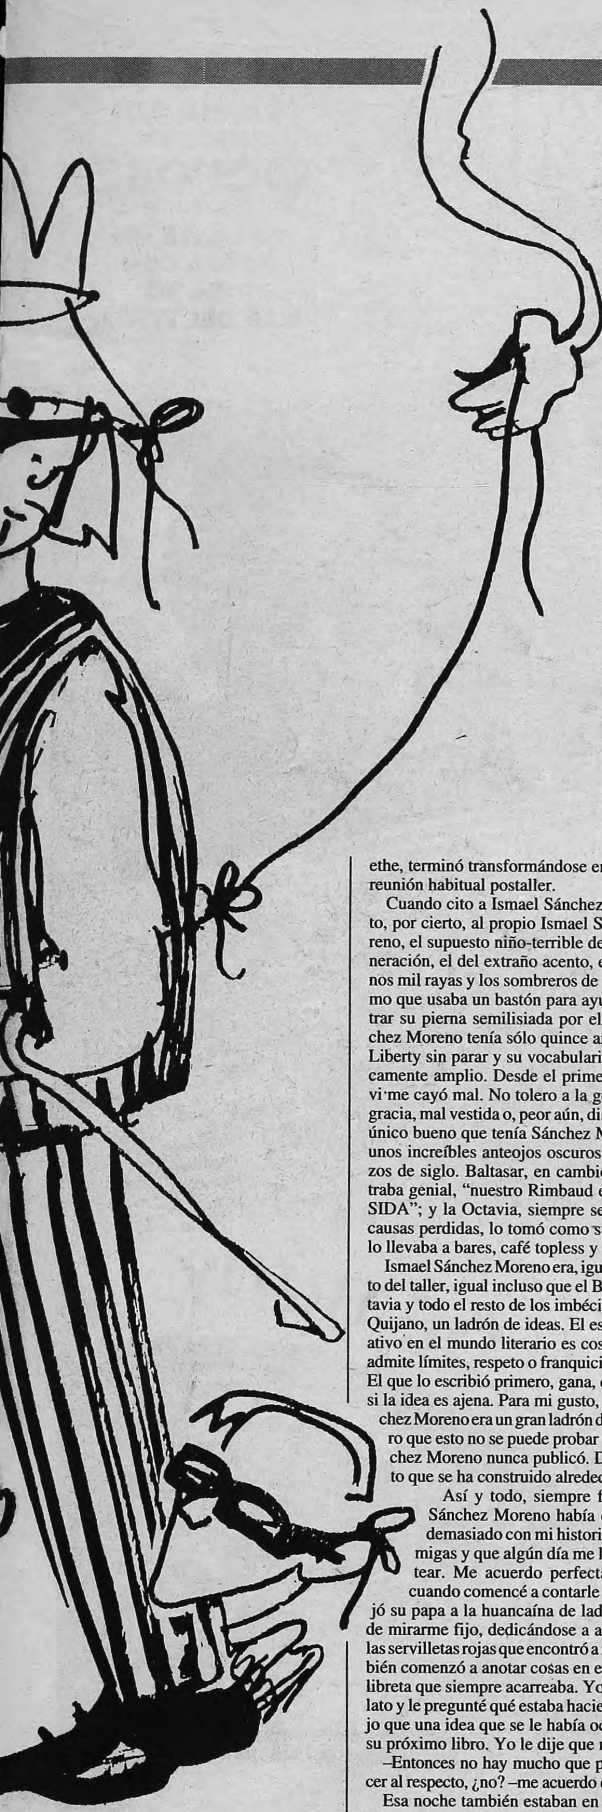 ethe, terminó transformándose e
reunión habitual postaller.
Cuando cito a Ismael Sánchez
to, por cierto, al propio Ismael S
reno, el supuesto niño-terrible de
neración, el del extraño acento, e
nos mil rayas y los sombreros de
mo que usaba un bastón para ayu
trar su pierna semilisiada por el
chez Moreno tenía sólo quince a
Liberty sin parar y su vocabulari
camente amplio. Desde el prime
vi me cayó mal. No tolero a la g
gracia, mal vestida o, peor aún, di
único bueno que tenía Sánchez M
unos increíbles anteojos oscuros
zos de siglo. Baltasar, en cambi
traba genial, “nuestro Rimbaud e
SIDA”; y la Octavia, siempre se
causas perdidas, lo tomó como s
lo llevaba a bares, café topless y
Ismael Sánchez Moreno era, igu
to del taller, igual incluso que el B
tavia y todo el resto de los imbéci
Quijano, un ladrón de ideas. El es
ativo en el mundo literario es cos
admite límites, respeto o franquici
El que lo escribió primero, gana,
si la idea es ajena. Para mi gusto,
chez Moreno era un gran ladrón d
ro que esto no se puede probar
chez Moreno nunca publicó. D
to que se ha construido alreded
Así y todo, siempre f
Sánchez Moreno había
demasiado con mi histori
migas y que algún día me l
tear. Me acuerdo perfecta
cuando comencé a contarle
jó su papa a la huancaína de lad
de mirarme fijo, dedicándose a a
las servilletas rojas que encontró a
bién comenzó a anotar cosas en e
libreta que siempre acarreaba. Yo
lato y le pregunté qué estaba hacie
jo que una idea que se le había oc
su próximo libro. Yo le dije que
–Entonces no hay mucho que p
cer al respecto, ¿no? –me acuerdo
Esa noche también estaban en